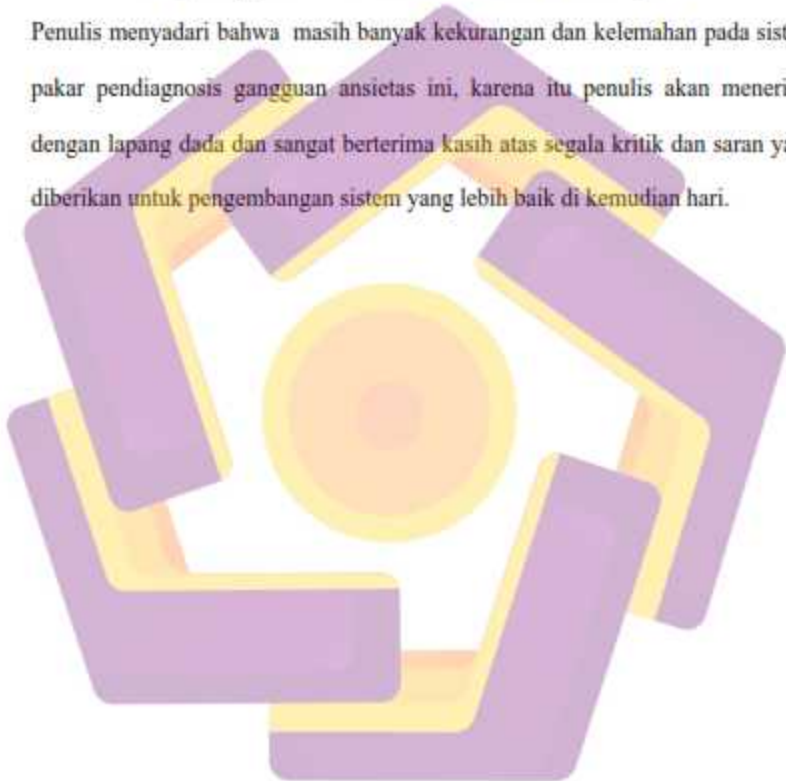 Penulis menyadari bahwa masih banyak kekurangan dan kelemahan pada sist
pakar pendiagnosis gangguan ansietas ini, karena itu penulis akan meneri
dengan lapang dada dan sangat berterima kasih atas segala kritik dan saran ya
diberikan untuk pengembangan sistem yang lebih baik di kemudian hari.